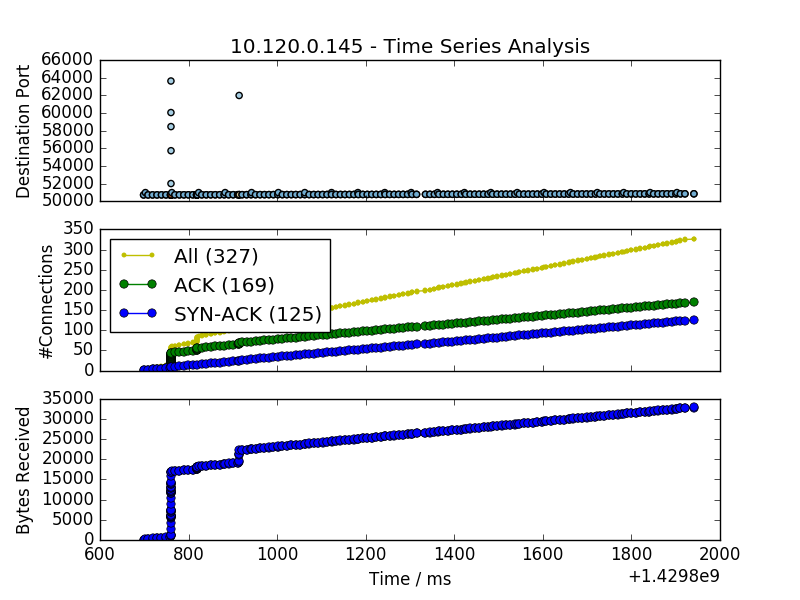 10.120.0.145 - Time Series Analysis
Destination Port
66000
64000
62000
60000
58000
56000
54000
52000
50000
#Connections
350
300
250
200
150
100
50
0
All (327)
ACK (169)
SYN-ACK (125)
Bytes Received
35000
30000
25000
20000
15000
10000
5000
0
600 800 1000 1200 1400 1600 1800 2000
Time / ms
+1.4298e9